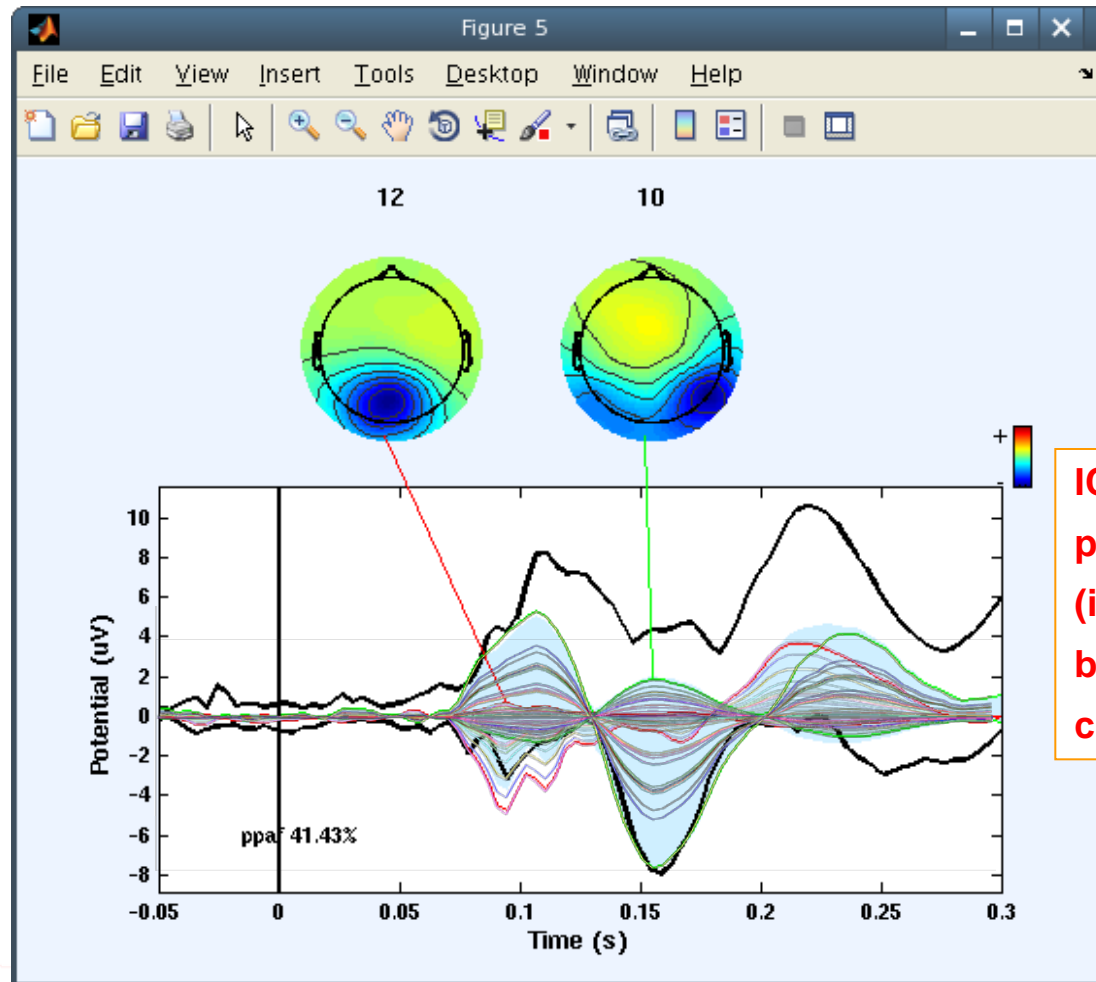 Figure 5
File Edit View Insert Tools Desktop Window Help
12 10
+
-
10
8
6
4
2
0
-2
-4
-6
-8
Potential (uV)
ppaf 41.43%
-0.05 0 0.05 0.1 0.15 0.2 0.25 0.3
Time (s)
p
(i
b
c